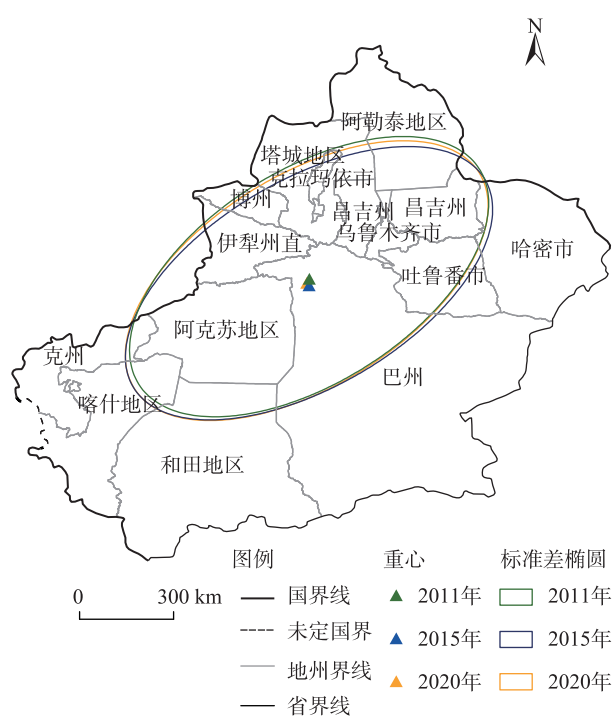 N
阿勒泰地区
塔城地区
克拉玛依市
博州
昌吉州
昌吉州
乌鲁木齐市
伊犁州直
哈密市
吐鲁番市
阿克苏地区
克州
巴州
喀什地区
和田地区
图例
重心
标准差椭圆
0 300 km
国界线
2011年
2011年
未定国界
2015年
2015年
地州界线
2020年
2020年
省界线